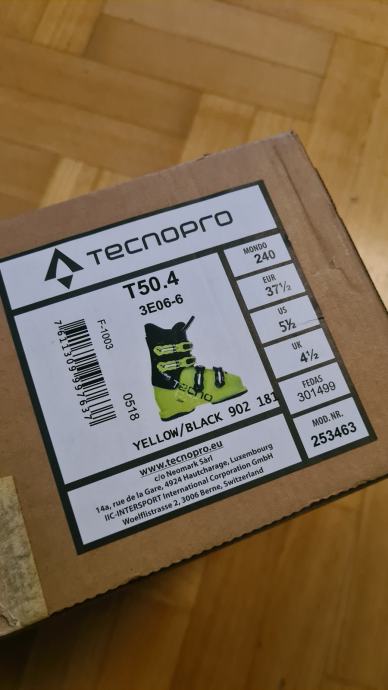 TECNOPRO
T50.4
3E06-6
F-1003
0518
TECNO
YELLOW/BLACK 902 181
MONDO
240
EUR
37½
US
5½
UK
4½
FEDAS
301499
MOD. NR.
253463
www.tecnopro.eu
c/o Neomark Sàrl
14a, rue de la Gare, 4924 Hautcharage, Luxembourg
IIC-INTERSPORT International Corporation GmbH
Woelflistrasse 2, 3006 Berne, Switzerland